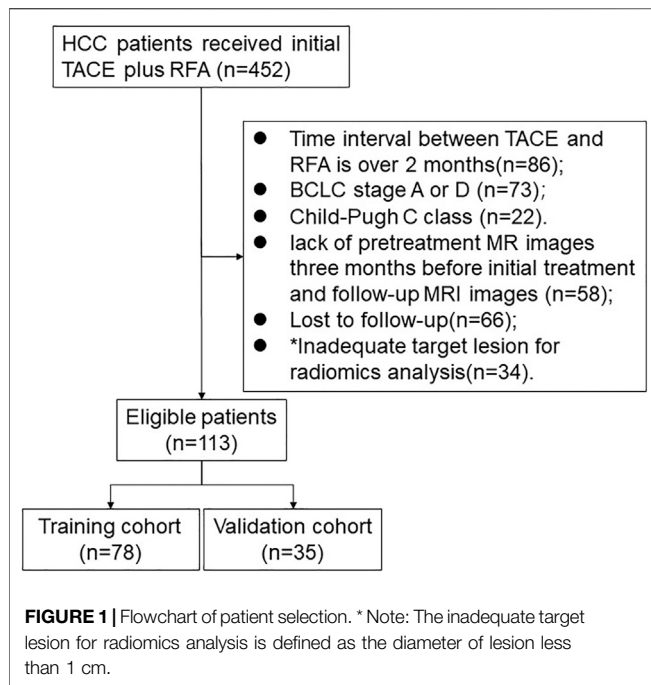 HCC patients received initial
TACE plus RFA (n=452)
● Time interval between TACE and
RFA is over 2 months(n=86);
● BCLC stage A or D (n=73);
● Child-Pugh C class (n=22).
● lack of pretreatment MR images
three months before initial treatment
and follow-up MRI images (n=58);
● Lost to follow-up(n=66);
● *Inadequate target lesion for
radiomics analysis(n=34).
Eligible patients
(n=113)
Training cohort
(n=78)
Validation cohort
(n=35)
FIGURE 1 | Flowchart of patient selection. * Note: The inadequate target
lesion for radiomics analysis is defined as the diameter of lesion less
than 1 cm.